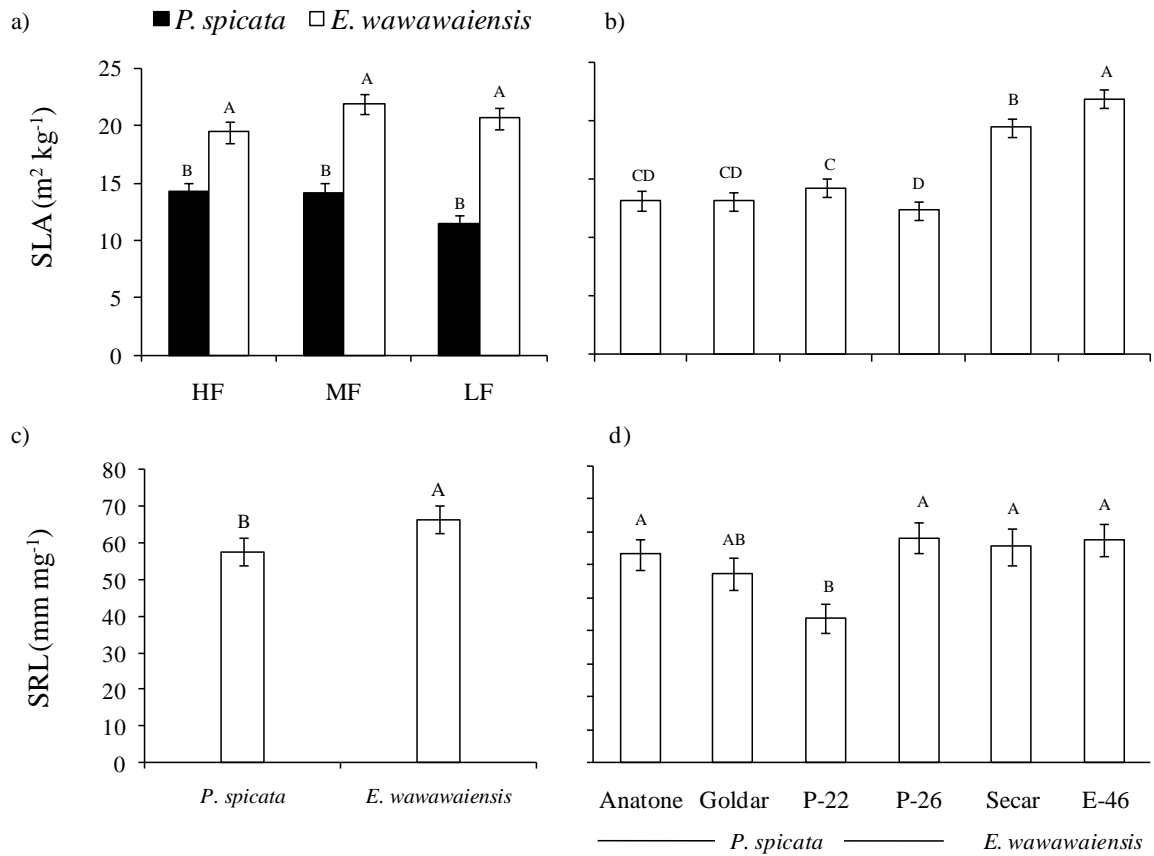 a)
P. spicata E. wawawaiensis
b)
SLA (m² kg⁻¹)
25
20
15
10
5
0
B A B A B A
HF MF LF
CD CD C D B A
c)
d)
SRL (mm mg⁻¹)
80
70
60
50
40
30
20
10
0
B A
P. spicata E. wawawaiensis
A AB B A A A
Anatone Goldar P-22 P-26 Secar E-46
P. spicata E. wawawaiensis